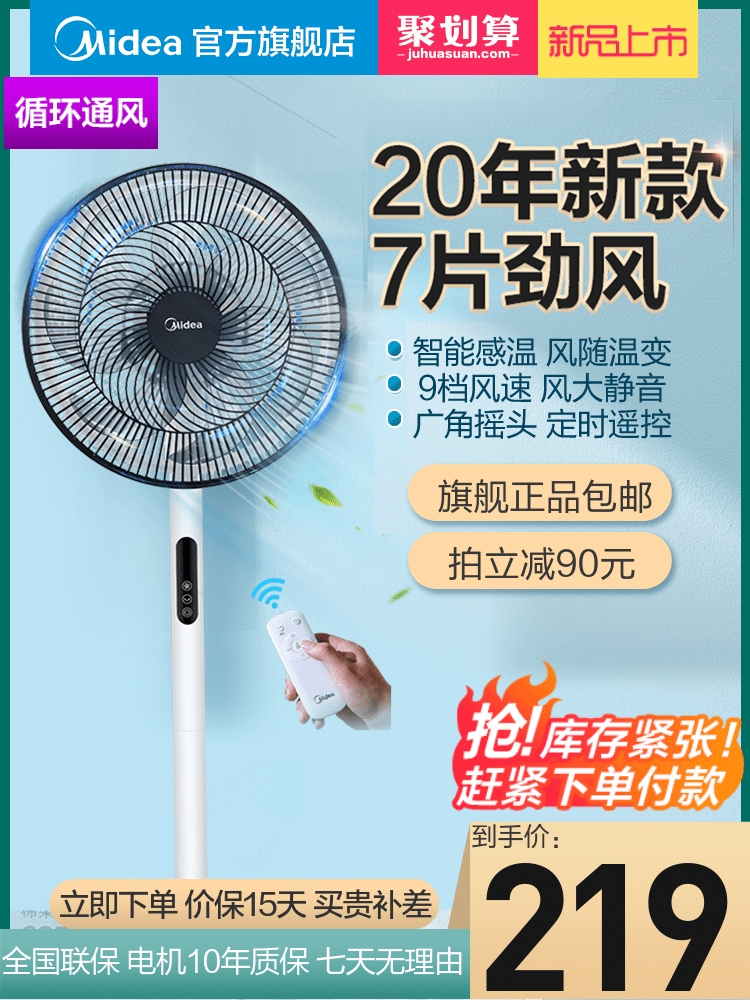 Midea 官方旗舰店
聚划算
juhuasuan.com
新品上市
循环通风
20年新款
7片劲风
Midea
智能感温 风随温变
9档风速 风大静音
广角摇头 定时遥控
旗舰正品包邮
拍立减90元
Midea
抢!库存紧张!
赶紧下单付款
到手价:
219
立即下单 价保15天 买贵补差
全国联保 电机10年质保 七天无理由